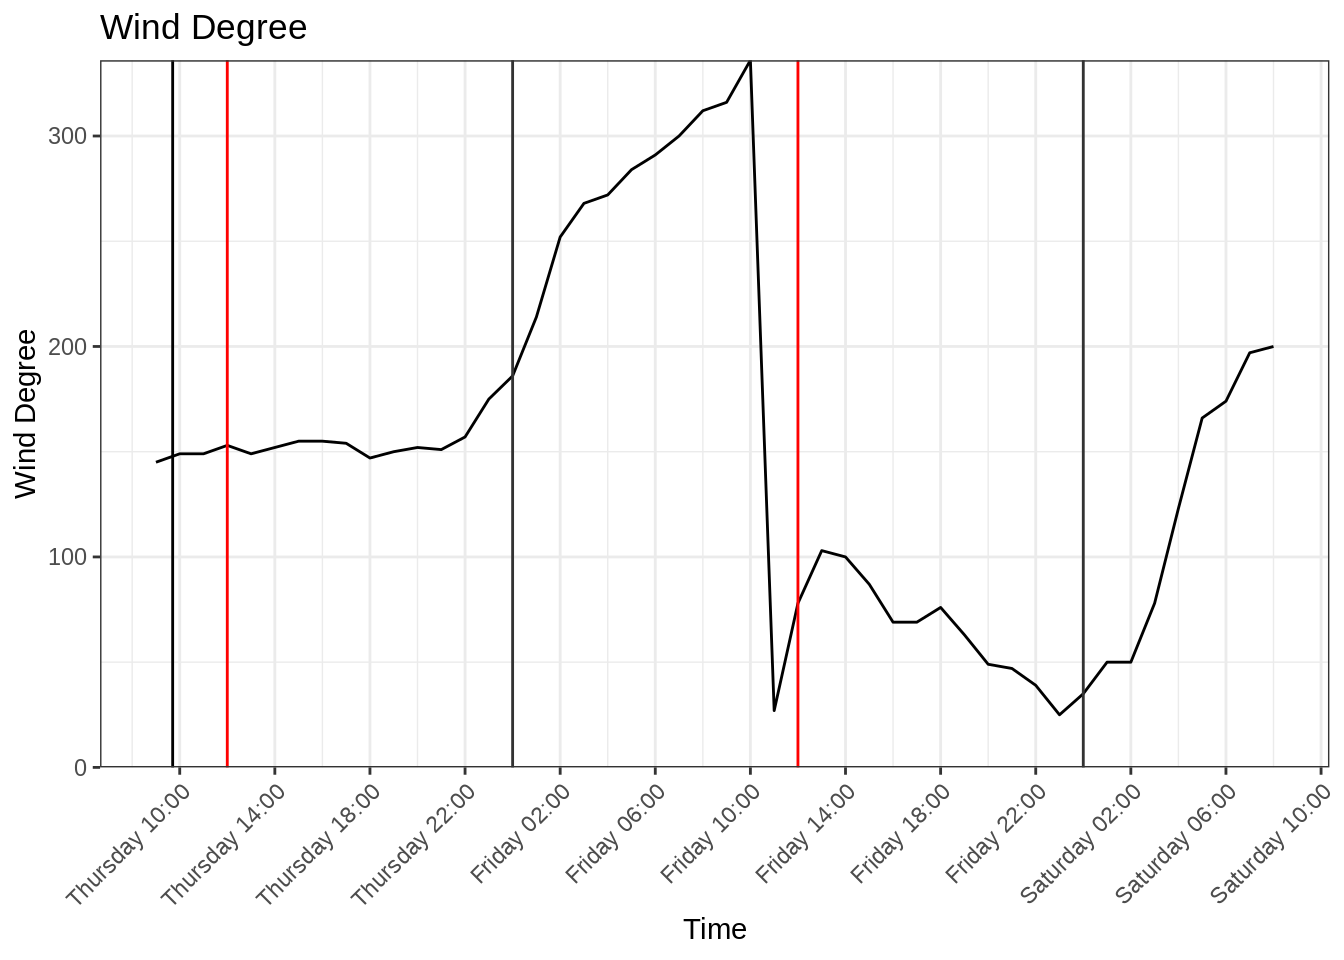 Wind Degree
Wind Degree
300
200
100
0
Thursday 10:00
Thursday 14:00
Thursday 18:00
Thursday 22:00
Friday 02:00
Friday 06:00
Friday 10:00
Friday 14:00
Friday 18:00
Friday 22:00
Saturday 02:00
Saturday 06:00
Saturday 10:00
Time